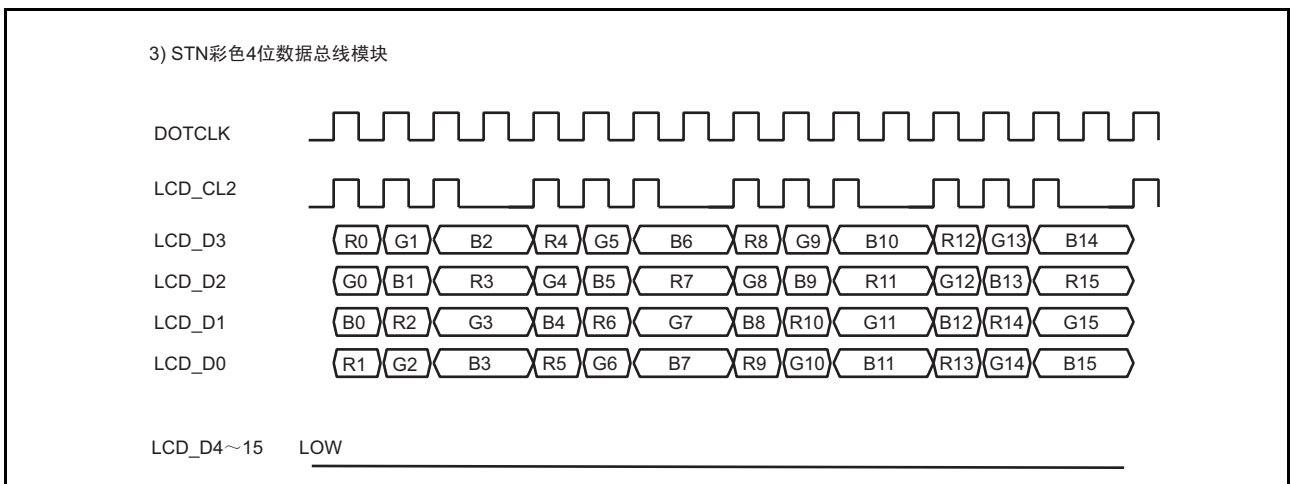 3) STN彩色4位数据总线模块
DOTCLK
LCD_CL2
LCD_D3 R0 G1 B2 R4 G5 B6 R8 G9 B10 R12 G13 B14
LCD_D2 G0 B1 R3 G4 B5 R7 G8 B9 R11 G12 B13 R15
LCD_D1 B0 R2 G3 B4 R6 G7 B8 R10 G11 B12 R14 G15
LCD_D0 R1 G2 B3 R5 G6 B7 R9 G10 B11 R13 G14 B15
LCD_D4～15 LOW